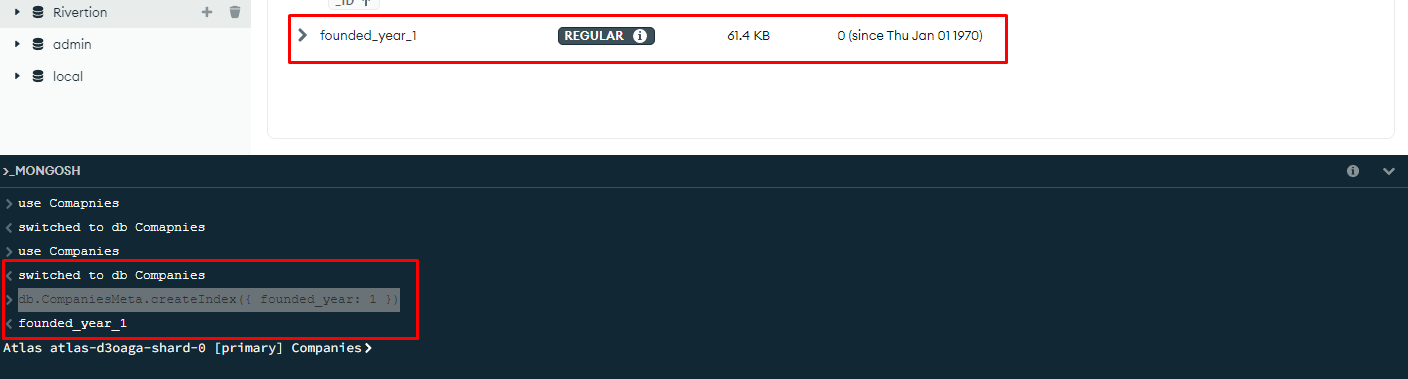 Rivertion
_ID
founded_year_1 REGULAR 61.4 KB 0 (since Thu Jan 01 1970)
admin
local
>_MONGOSH
> use Comapnies
< switched to db Comapnies
> use Companies
< switched to db Companies
> db.CompaniesMeta.createIndex({ founded_year: 1 })
< founded_year_1
Atlas atlas-d3oaga-shard-0 [primary] Companies>